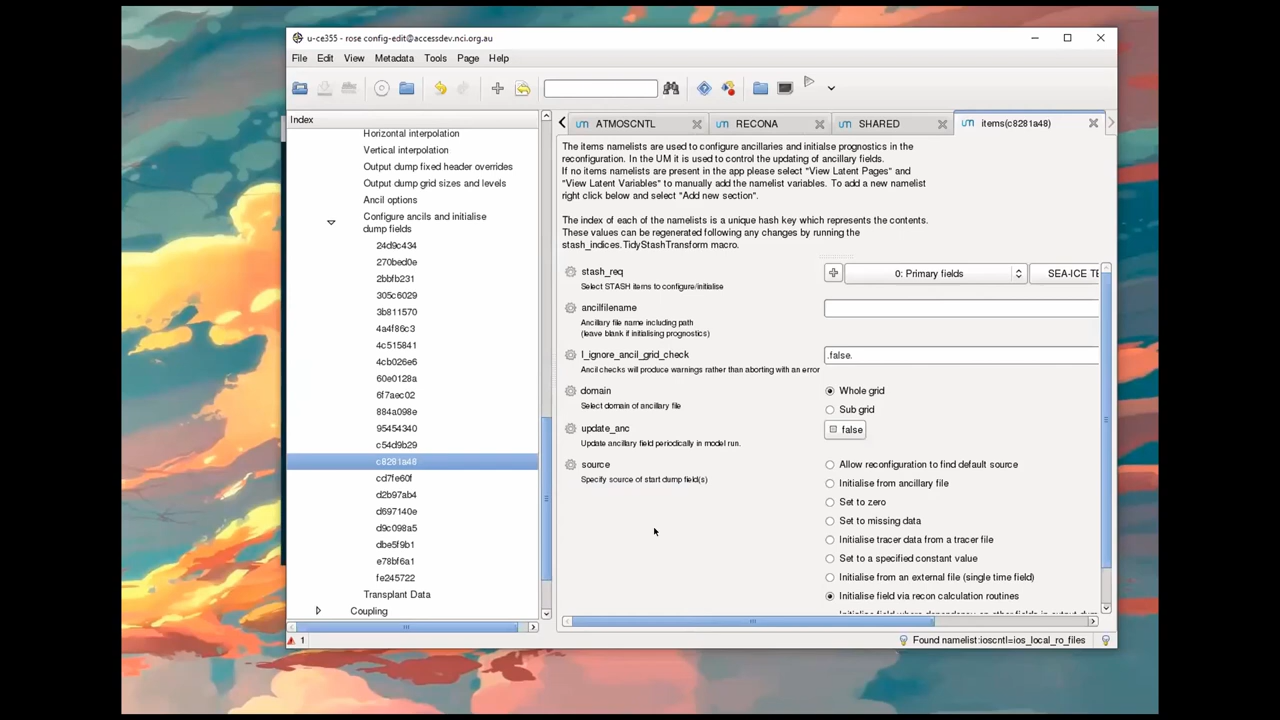 u-ce355 - rose config-edit@accessdev.nci.org.au
File Edit View Metadata Tools Page Help
Index
Horizontal interpolation
Vertical interpolation
Output dump fixed header overrides
Output dump grid sizes and levels
Ancil options
Configure ancils and initialise
dump fields
24d9c434
270bed0e
2bbfb231
305c6029
3b811570
4a4f86c3
4c515841
4cb026e6
60e0128a
6f7aec02
884a098e
95454340
c54d9b29
c8281a48
cd7fe60f
d2b97ab4
d697140e
d9c098a5
dbe5f9b1
e78bf6a1
fe245722
Transplant Data
Coupling
um ATMOSCNTL
um RECONA
um SHARED
um items(c8281a48)
The items namelists are used to configure ancillaries and initialse prognostics in the
reconfiguration. In the UM it is used to control the updating of ancillary fields.
If no items namelists are present in the app please select "View Latent Pages" and
"View Latent Variables" to manually add the namelist variables. To add a new namelist
right click below and select "Add new section".
The index of each of the namelists is a unique hash key which represents the contents.
These values can be regenerated following any changes by running the
stash_indices.TidyStashTransform macro.
stash_req
Select STASH items to configure/initialise
0: Primary fields
SEA-ICE TE
ancilfilename
Ancillary file name including path
(leave blank if initialising prognostics)
l_ignore_ancil_grid_check
Ancil checks will produce warnings rather than aborting with an error
.false.
domain
Select domain of ancillary file
Whole grid
Sub grid
update_anc
Update ancillary field periodically in model run.
false
source
Specify source of start dump field(s)
Allow reconfiguration to find default source
Initialise from ancillary file
Set to zero
Set to missing data
Initialise tracer data from a tracer file
Set to a specified constant value
Initialise from an external file (single time field)
Initialise field via recon calculation routines
1
Found namelist:ioscntl=ios_local_ro_files